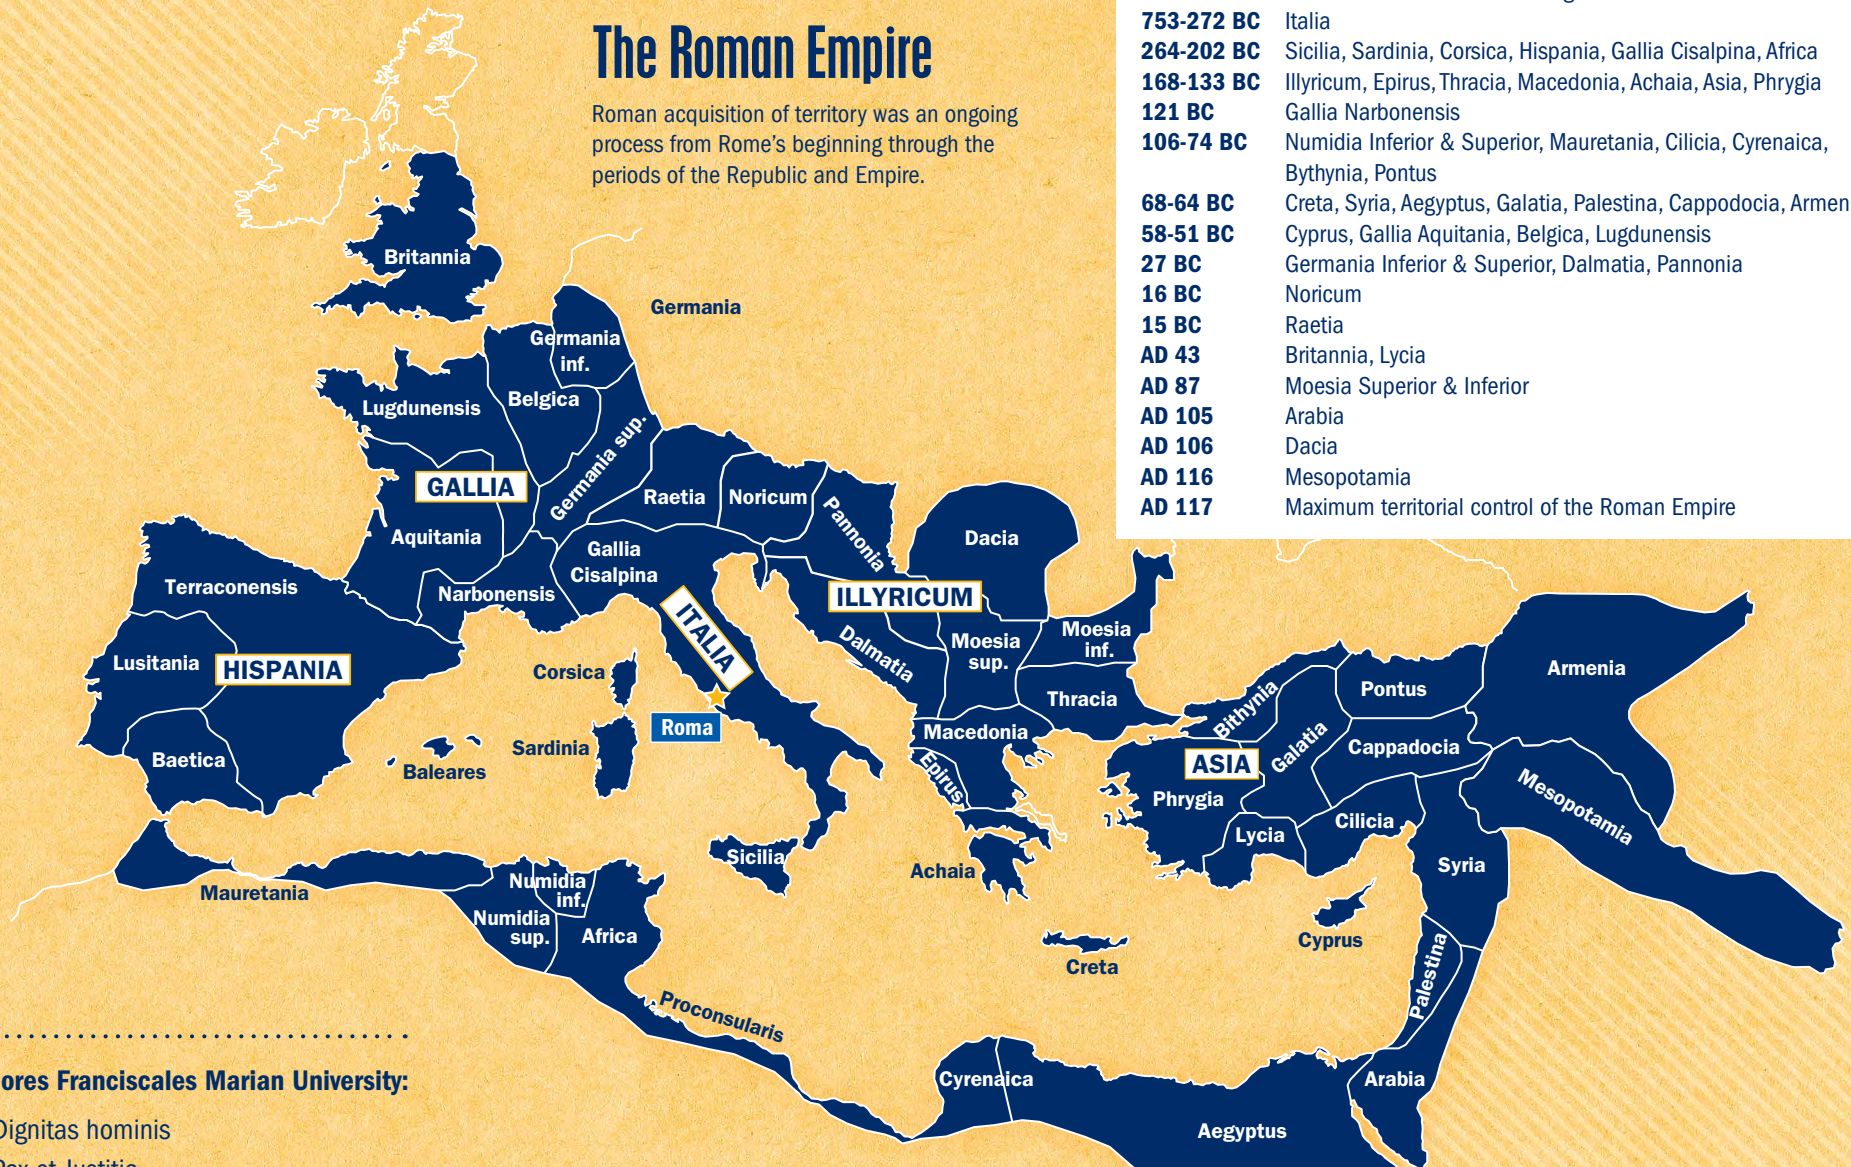 The Roman Empire
Roman acquisition of territory was an ongoing
process from Rome's beginning through the
periods of the Republic and Empire.
753-272 BC Italia
264-202 BC Sicilia, Sardinia, Corsica, Hispania, Gallia Cisalpina, Africa
168-133 BC Illyricum, Epirus, Thracia, Macedonia, Achaia, Asia, Phrygia
121 BC Gallia Narbonensis
106-74 BC Numidia Inferior & Superior, Mauretania, Cilicia, Cyrenaica,
Bythynia, Pontus
68-64 BC Creta, Syria, Aegyptus, Galatia, Palestina, Cappodocia, Armen
58-51 BC Cyprus, Gallia Aquitania, Belgica, Lugdunensis
27 BC Germania Inferior & Superior, Dalmatia, Pannonia
16 BC Noricum
15 BC Raetia
AD 43 Britannia, Lycia
AD 87 Moesia Superior & Inferior
AD 105 Arabia
AD 106 Dacia
AD 116 Mesopotamia
AD 117 Maximum territorial control of the Roman Empire
Britannia
Germania
Germania
inf.
Belgica
Lugdunensis
Germania sup.
GALLIA
Raetia
Noricum
Pannonia
Aquitania
Dacia
Gallia
Cisalpina
Terraconensis
Narbonensis
ILLYRICUM
ITALIA
Dalmatia
Moesia
sup.
Moesia
inf.
Lusitania
HISPANIA
Corsica
Armenia
Thracia
Pontus
Bithynia
Roma
Macedonia
Galatia
Cappadocia
Sardinia
Baetica
Baleares
Epirus
ASIA
Phrygia
Mesopotamia
Cilicia
Lycia
Sicilia
Achaia
Syria
Mauretania
Numidia
inf.
Numidia
sup.
Africa
Cyprus
Creta
Palestina
Proconsularis
Cyrenaica
Arabia
Aegyptus
ores Franciscales Marian University:
Dignitas hominis
Pax et Justitia